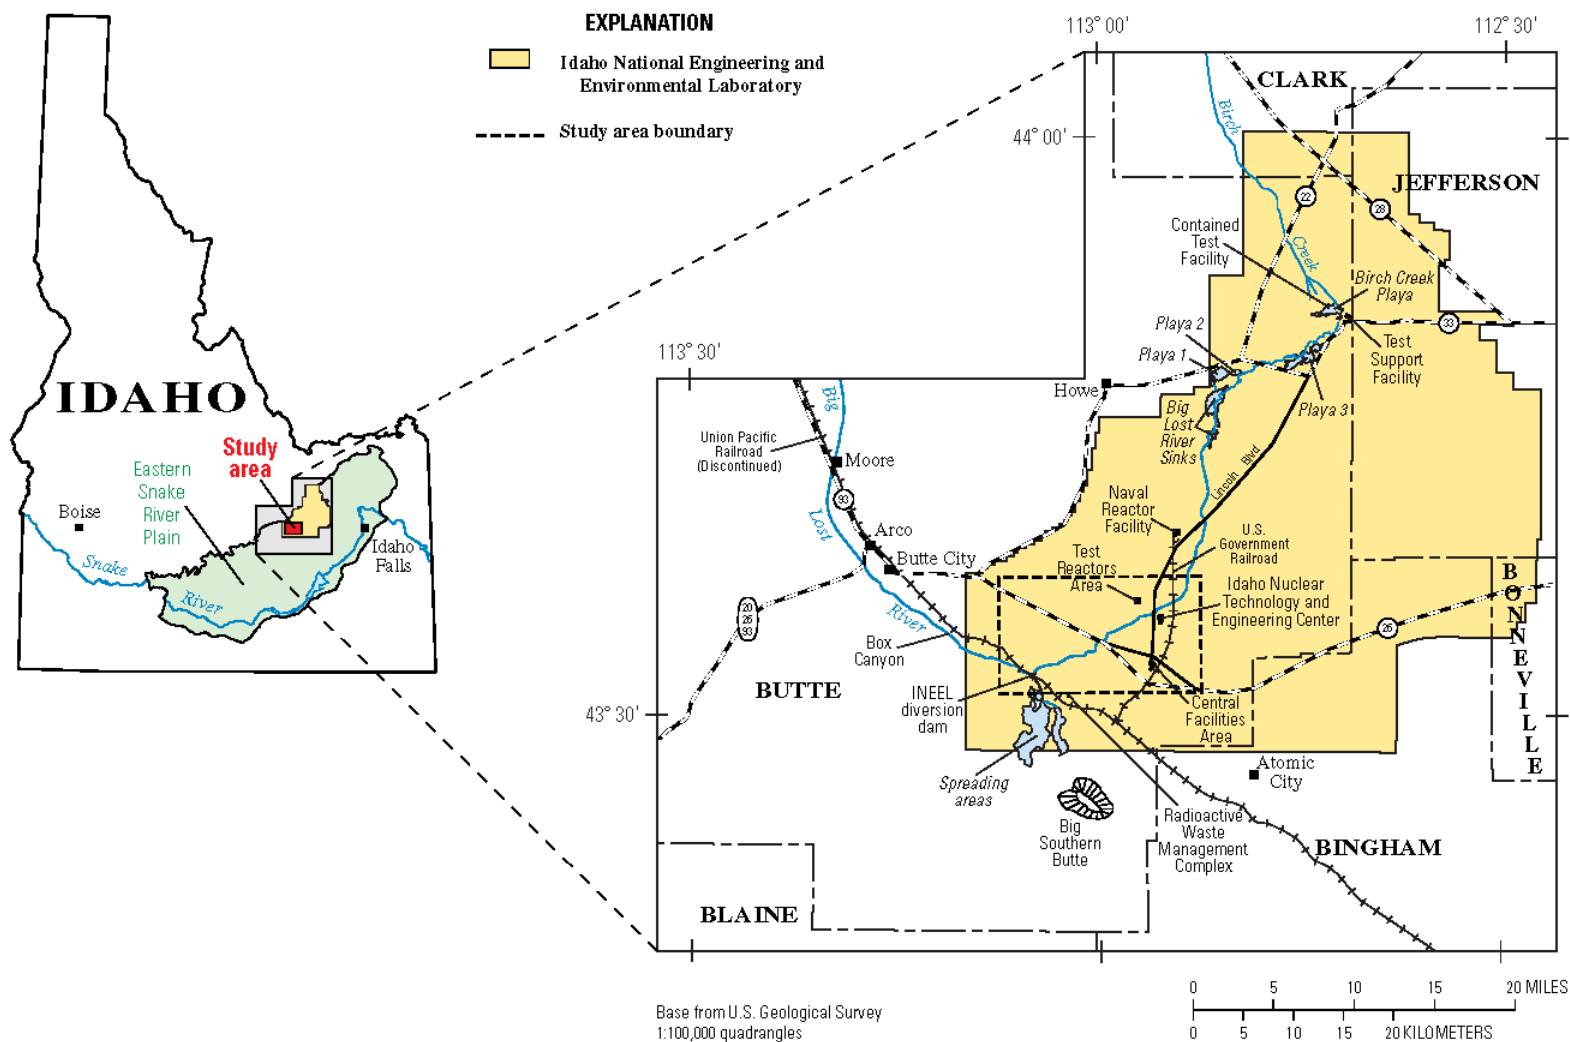 EXPLANATION
Idaho National Engineering and
Environmental Laboratory
Study area boundary
113° 00'
112° 30'
44° 00'
113° 30'
43° 30'
IDAHO
Study
area
Eastern
Snake
River
Plain
Boise
Idaho
Falls
Snake
River
CLARK
JEFFERSON
Birch
Creek
22
28
Contained
Test
Facility
Birch Creek
Playa
Playa 2
Playa 1
33
Test
Support
Facility
Howe
Playa 3
Big
Lost
River
Sinks
Big
Union Pacific
Railroad
(Discontinued)
Moore
93
Lost
Lincoln Blvd
Naval
Reactor
Facility
Arco
Butte City
Test
Reactors
Area
U.S.
Government
Railroad
BONNEVILLE
Idaho Nuclear
Technology and
Engineering Center
20
26
93
River
26
Box
Canyon
BUTTE
INEEL
diversion
dam
Central
Facilities
Area
Spreading
areas
Atomic
City
Big
Southern
Butte
Radioactive
Waste
Management
Complex
BINGHAM
BLAINE
Base from U.S. Geological Survey
1:100,000 quadrangles
0 5 10 15 20 MILES
0 5 10 15 20 KILOMETERS